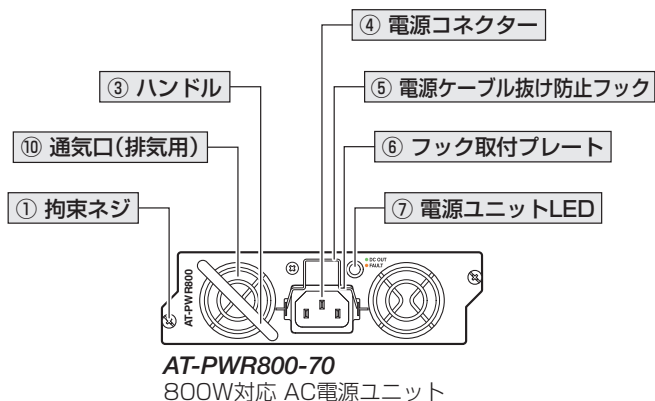 ④ 電源コネクター
③ ハンドル
⑤ 電源ケーブル抜け防止フック
⑩ 通気口(排気用)
⑥ フック取付プレート
① 拘束ネジ
⑦ 電源ユニットLED
DC OUT
FAULT
AT-PWR800
AT-PWR800-70
800W対応 AC電源ユニット